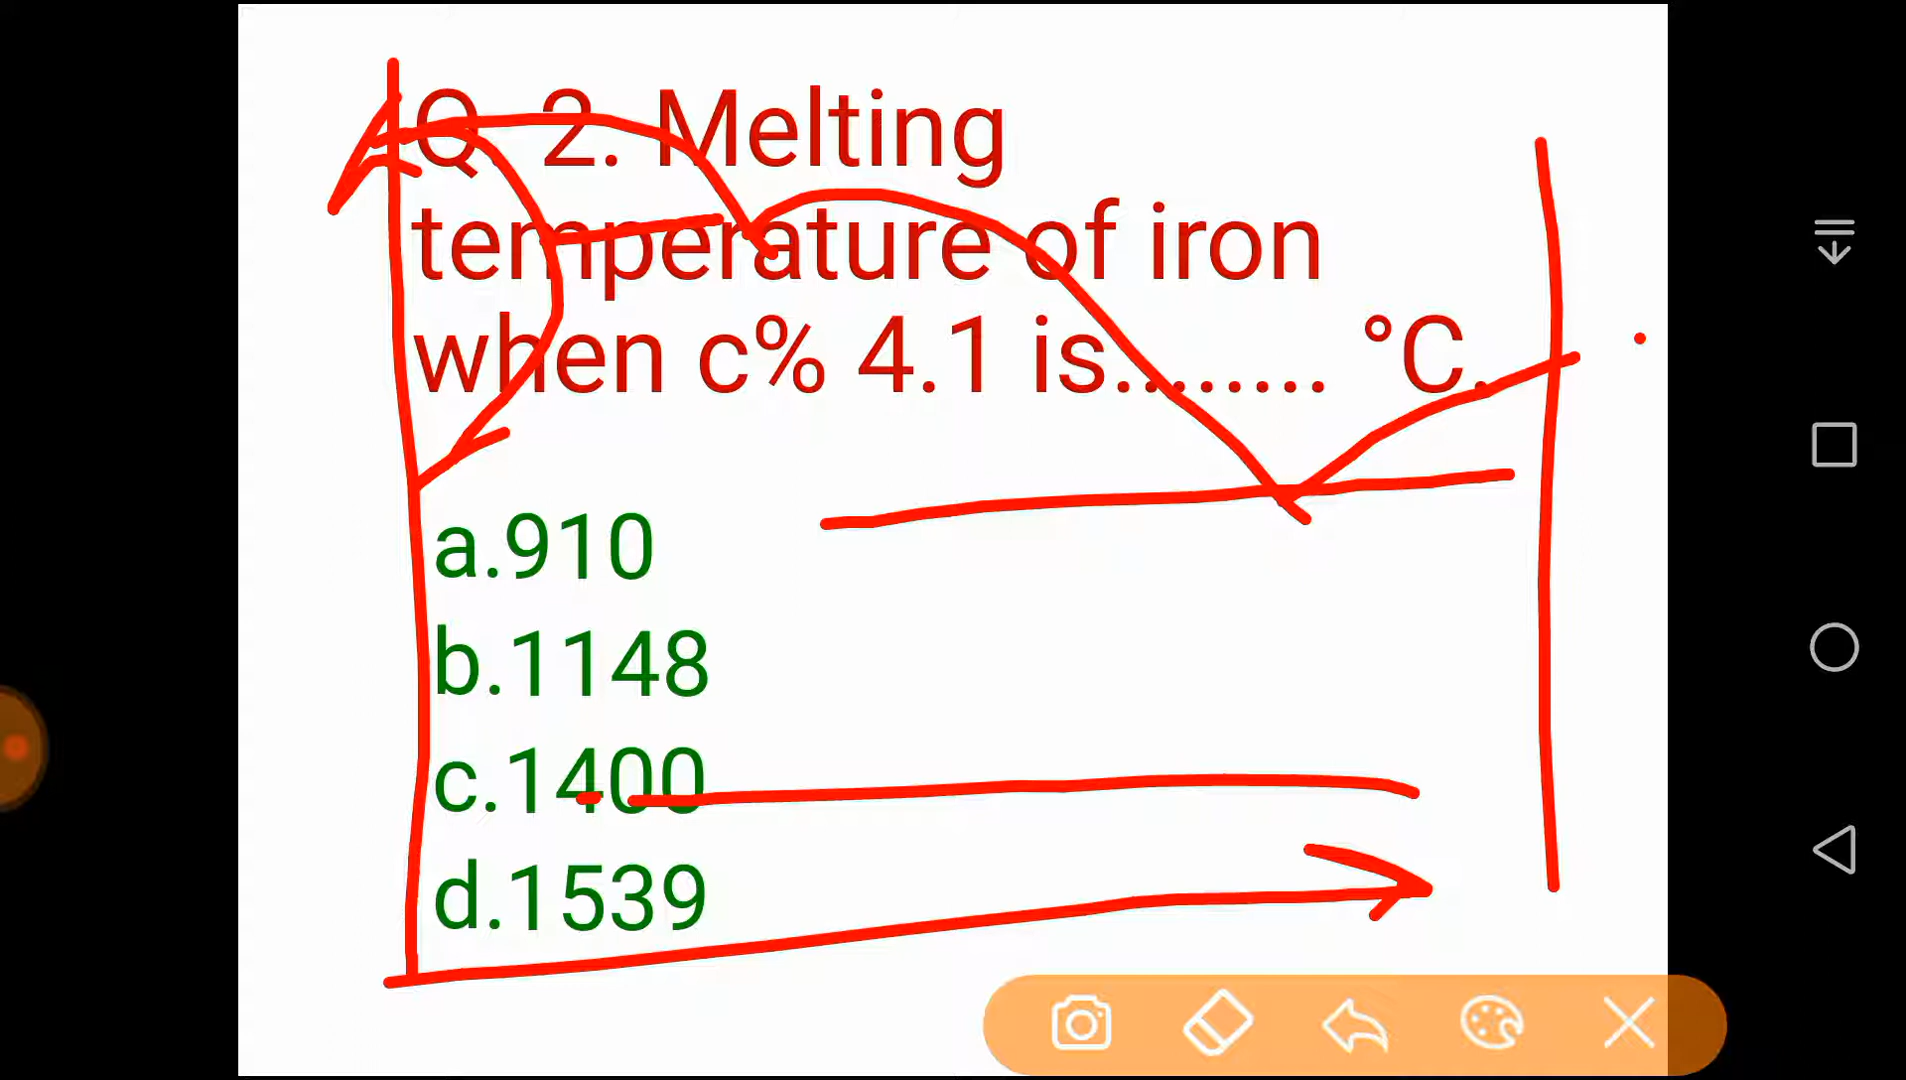 Q. 2. Melting
temperature of iron
when c% 4.1 is........ °C.
a.910
b.1148
c.1400
d.1539